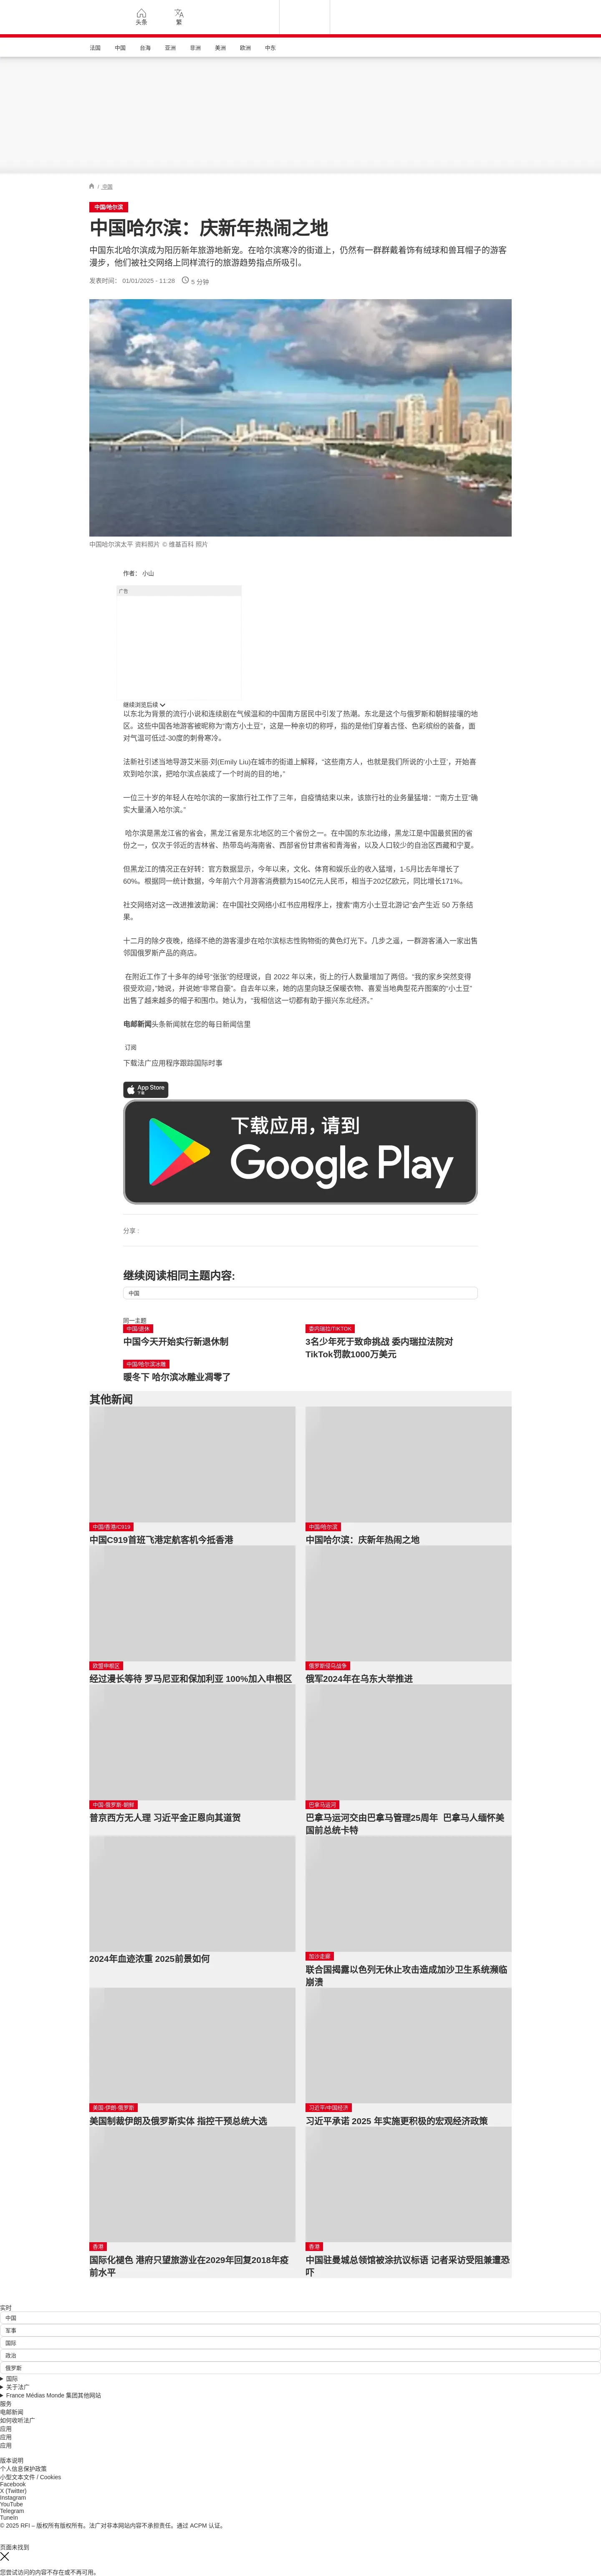 头条
繁
法国 中国 台海 亚洲 非洲 美洲 欧洲 中东
/ 中国
中国/哈尔滨
中国哈尔滨：庆新年热闹之地
中国东北哈尔滨成为阳历新年旅游地新宠。在哈尔滨寒冷的街道上，仍然有一群群戴着饰有绒球和兽耳帽子的游客
漫步，他们被社交网络上同样流行的旅游趋势指点所吸引。
发表时间： 01/01/2025 - 11:28 5 分钟
中国哈尔滨太平 资料照片 © 维基百科 照片
作者： 小山
广告
继续浏览后续
以东北为背景的流行小说和连续剧在气候温和的中国南方居民中引发了热潮。东北是这个与俄罗斯和朝鲜接壤的地
区。这些中国各地游客被昵称为“南方小土豆”，这是一种亲切的称呼，指的是他们穿着古怪、色彩缤纷的装备，面
对气温可低过-30度的刺骨寒冷。
法新社引述当地导游艾米丽·刘(Emily Liu)在城市的街道上解释，“这些南方人，也就是我们所说的‘小土豆’，开始喜
欢到哈尔滨，把哈尔滨点装成了一个时尚的目的地，”
一位三十岁的年轻人在哈尔滨的一家旅行社工作了三年，自疫情结束以来，该旅行社的业务量猛增：““南方土豆”确
实大量涌入哈尔滨。”
哈尔滨是黑龙江省的省会，黑龙江省是东北地区的三个省份之一。在中国的东北边缘，黑龙江是中国最贫困的省
份之一，仅次于邻近的吉林省、热带岛屿海南省、西部省份甘肃省和青海省，以及人口较少的自治区西藏和宁夏。
但黑龙江的情况正在好转：官方数据显示，今年以来，文化、体育和娱乐业的收入猛增，1-5月比去年增长了
60%。根据同一统计数据，今年前六个月游客消费额为1540亿元人民币，相当于202亿欧元，同比增长171%。
社交网络对这一改进推波助澜：在中国社交网络小红书应用程序上，搜索“南方小土豆北游记”会产生近 50 万条结
果。
十二月的除夕夜晚，络绎不绝的游客漫步在哈尔滨标志性购物街的黄色灯光下。几步之遥，一群游客涌入一家出售
邻国俄罗斯产品的商店。
在附近工作了十多年的绰号“张张”的经理说，自 2022 年以来，街上的行人数量增加了两倍。“我的家乡突然变得
很受欢迎，”她说，并说她“非常自豪”。自去年以来，她的店里向缺乏保暖衣物、喜爱当地典型花卉图案的“小土豆”
出售了越来越多的帽子和围巾。她认为，“我相信这一切都有助于振兴东北经济。”
电邮新闻头条新闻就在您的每日新闻信里
订阅
下载法广应用程序跟踪国际时事
App Store
下载
下载应用，请到
Google Play
分享 :
继续阅读相同主题内容:
中国
同一主题
中国/退休
中国今天开始实行新退休制
委内瑞拉/TIKTOK
3名少年死于致命挑战 委内瑞拉法院对
TikTok罚款1000万美元
中国/哈尔滨冰雕
暖冬下 哈尔滨冰雕业凋零了
其他新闻
中国/香港/C919
中国C919首班飞港定航客机今抵香港
中国/哈尔滨
中国哈尔滨：庆新年热闹之地
欧盟申根区
经过漫长等待 罗马尼亚和保加利亚 100%加入申根区
俄罗斯侵乌战争
俄军2024年在乌东大举推进
中国-俄罗斯-朝鲜
普京西方无人理 习近平金正恩向其道贺
巴拿马运河
巴拿马运河交由巴拿马管理25周年 巴拿马人缅怀美
国前总统卡特
2024年血迹浓重 2025前景如何
加沙走廊
联合国揭露以色列无休止攻击造成加沙卫生系统濒临
崩溃
美国-伊朗-俄罗斯
美国制裁伊朗及俄罗斯实体 指控干预总统大选
习近平/中国经济
习近平承诺 2025 年实施更积极的宏观经济政策
香港
国际化褪色 港府只望旅游业在2029年回复2018年疫
前水平
香港
中国驻曼城总领馆被涂抗议标语 记者采访受阻兼遭恐
吓
实时
中国
军事
国际
政治
俄罗斯
国际
关于法广
France Médias Monde 集团其他网站
服务
电邮新闻
如何收听法广
应用
应用
应用
版本说明
个人信息保护政策
小型文本文件 / Cookies
Facebook
X (Twitter)
Instagram
YouTube
Telegram
TuneIn
© 2025 RFI – 版权所有版权所有。法广对非本网站内容不承担责任。通过 ACPM 认证。
页面未找到
您尝试访问的内容不存在或不再可用。